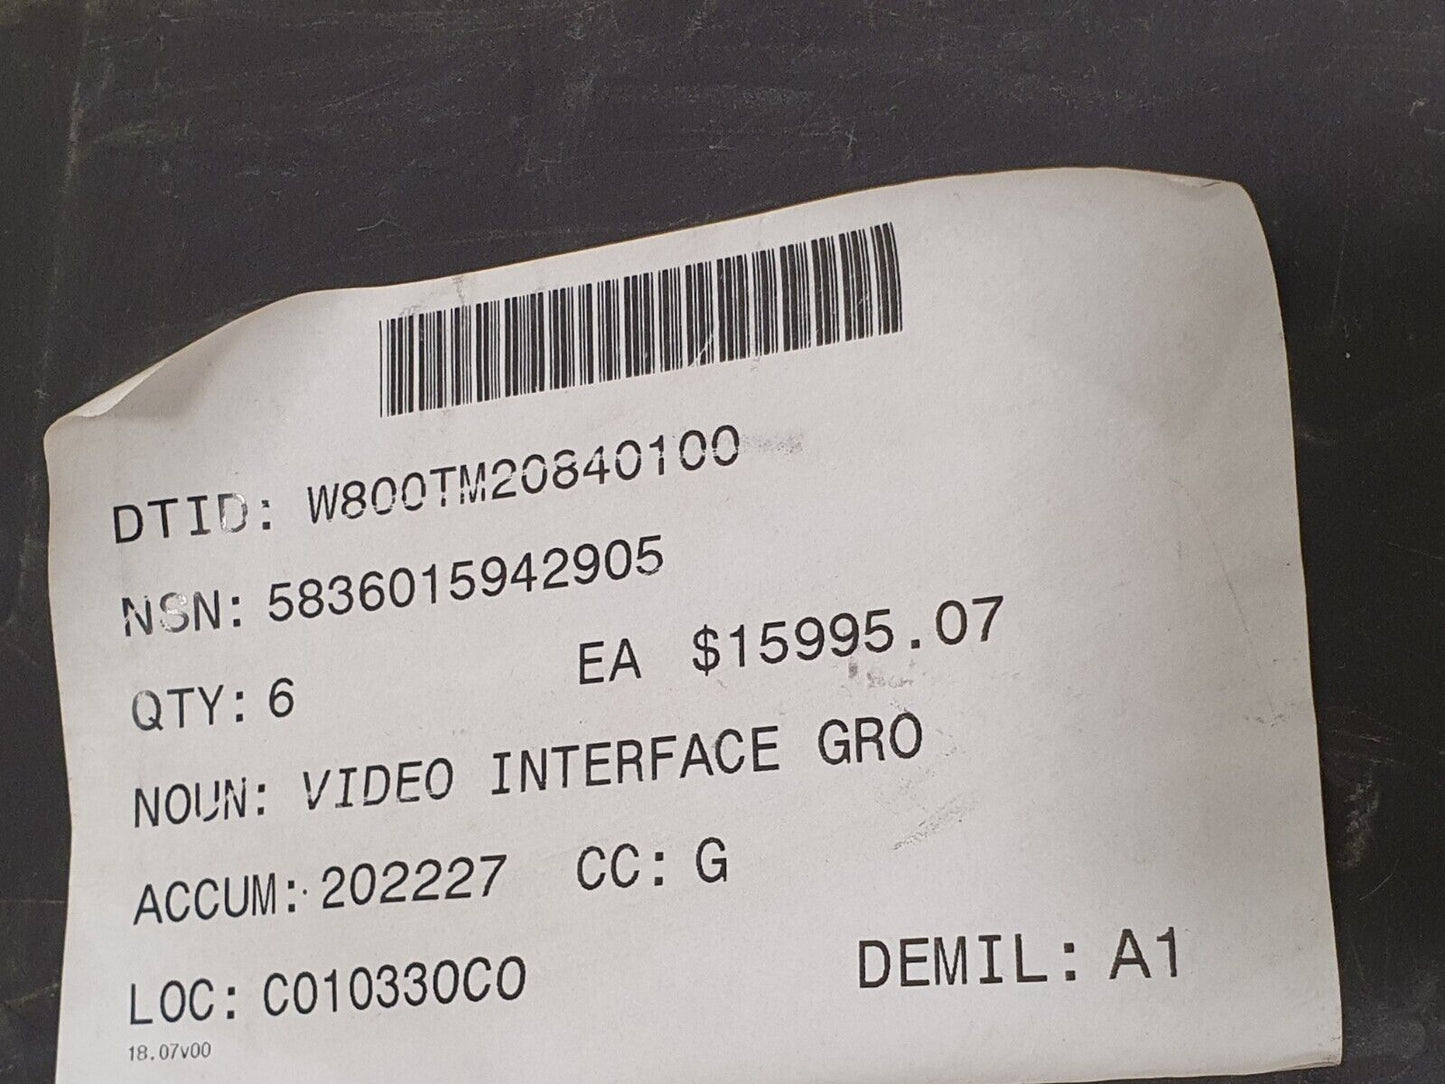 DTID: W800TM20840100
NSN: 5836015942905
QTY: 6 EA $15995.07
NOUN: VIDEO INTERFACE GRO
ACCUM: 202227 CC: G
LOC: C010330C0 DEMIL: A1
18.07v00